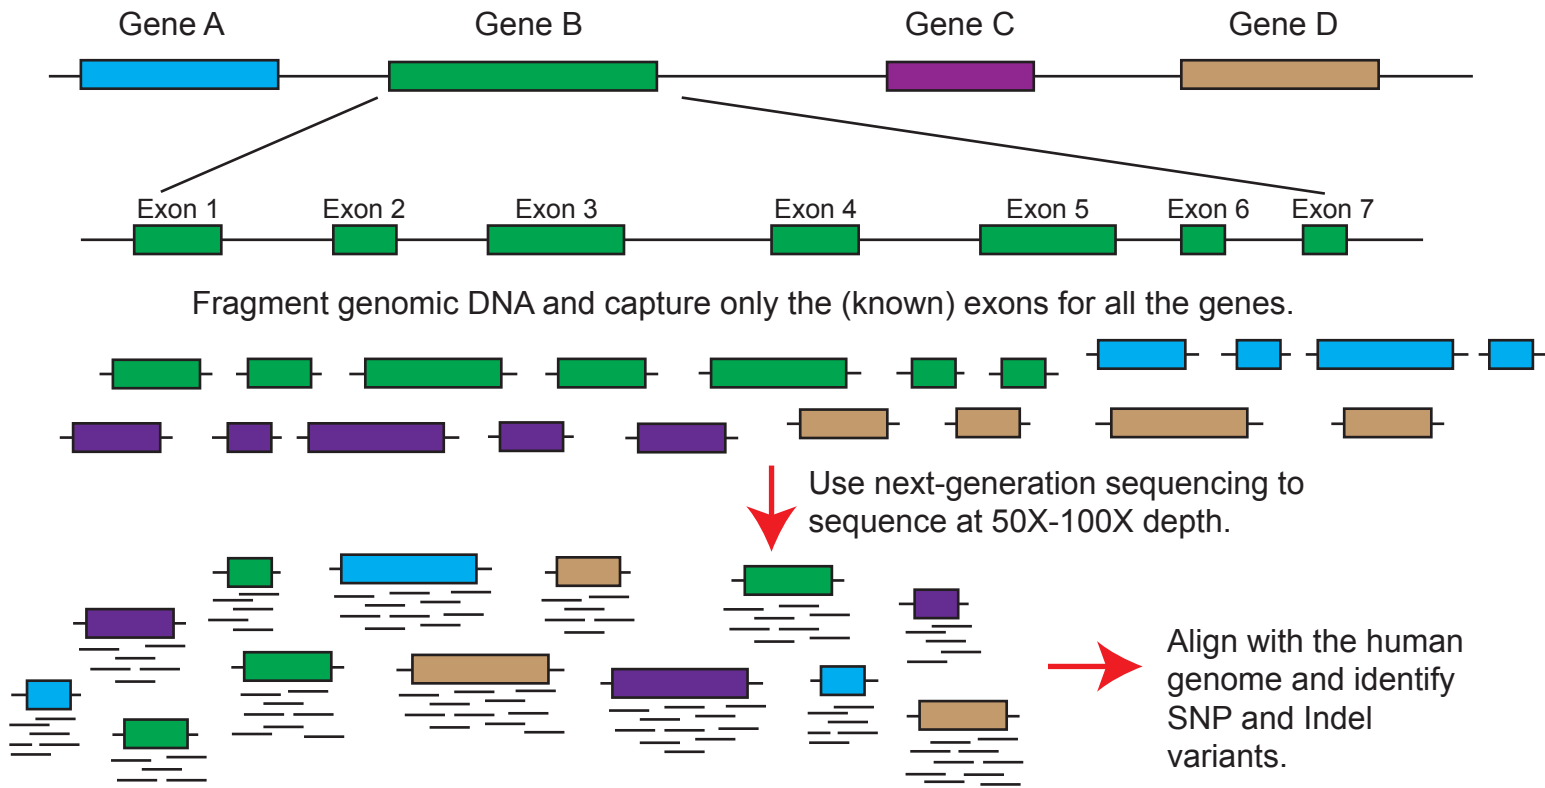 Gene A Gene B Gene C Gene D
Exon 1 Exon 2 Exon 3 Exon 4 Exon 5 Exon 6 Exon 7
Fragment genomic DNA and capture only the (known) exons for all the genes.
Use next-generation sequencing to
sequence at 50X-100X depth.
Align with the human
genome and identify
SNP and Indel
variants.